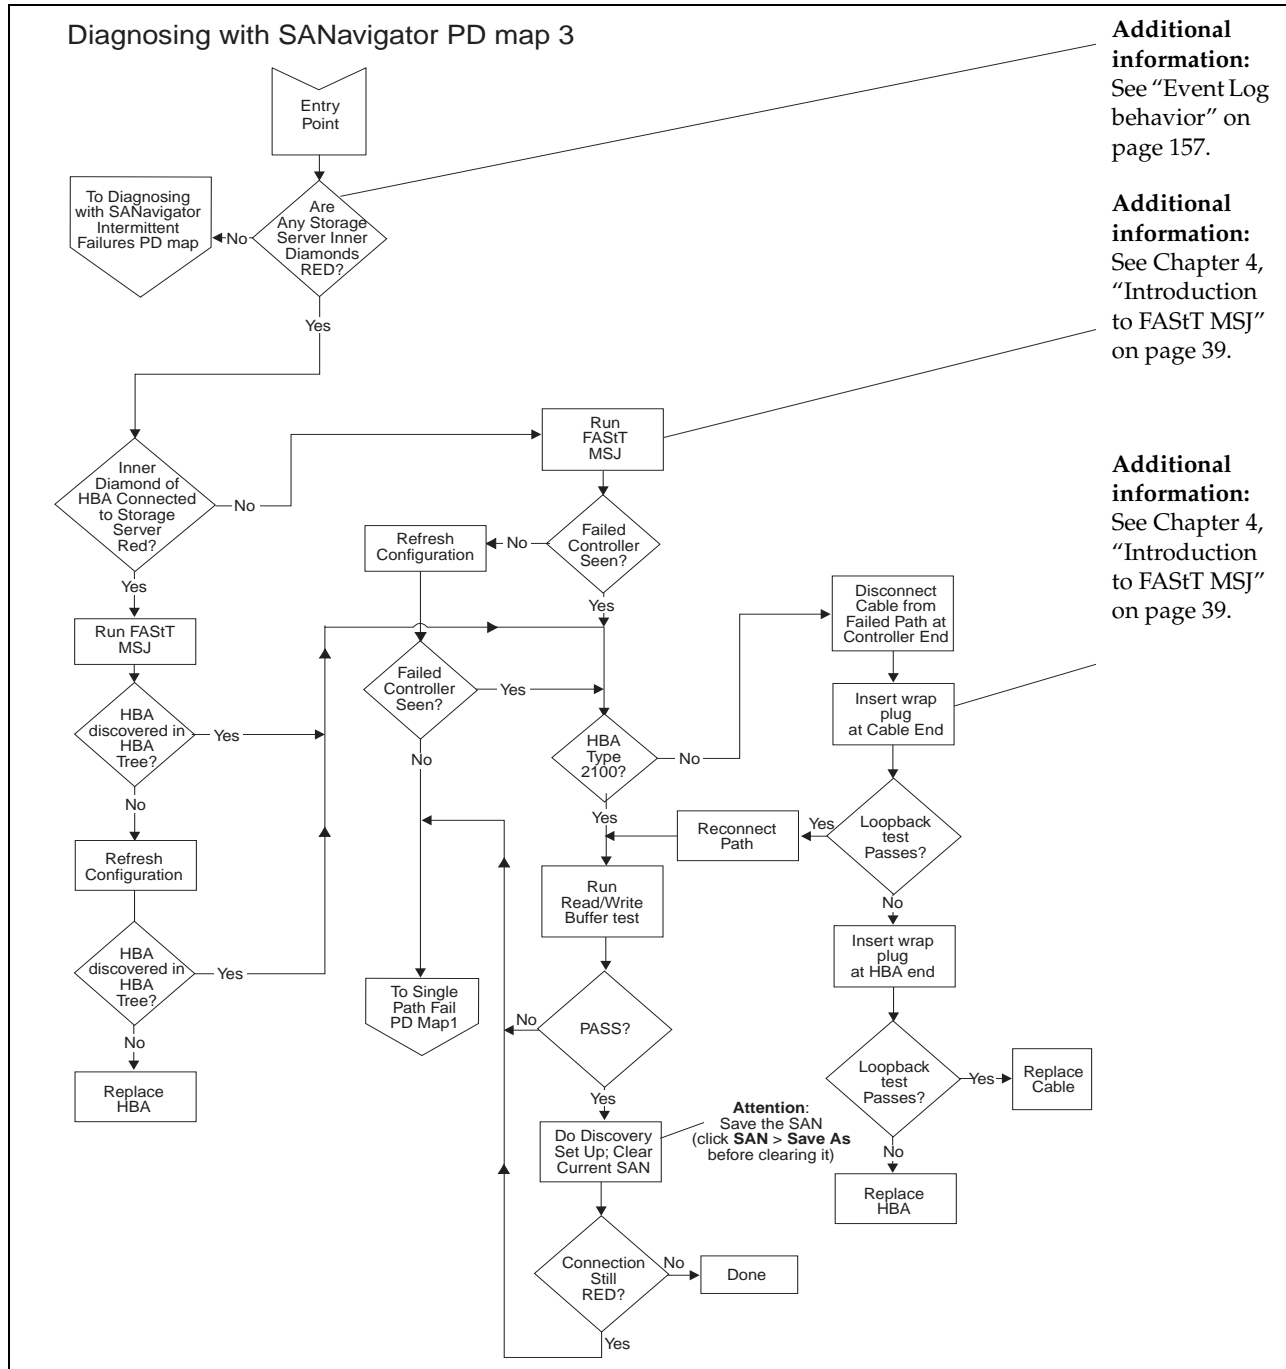 Diagnosing with SANavigator PD map 3
Entry
Point
Are
Any Storage
Server Inner
Diamonds
RED?
No
To Diagnosing
with SANavigator
Intermittent
Failures PD map
Yes
Inner
Diamond of
HBA Connected
to Storage
Server
Red?
No
Yes
Run
FAStT
MSJ
Failed
Controller
Seen?
No
Refresh
Configuration
Yes
Run FAStT
MSJ
Failed
Controller
Seen?
Yes
No
HBA
discovered in
HBA
Tree?
Yes
No
Refresh
Configuration
HBA
discovered in
HBA
Tree?
Yes
No
Replace
HBA
To Single
Path Fail
PD Map1
HBA
Type
2100?
No
Yes
Disconnect
Cable from
Failed Path at
Controller End
Insert wrap
plug
at Cable End
Loopback
test
Passes?
Yes
Reconnect
Path
No
Insert wrap
plug
at HBA end
Loopback
test
Passes?
Yes
Replace
Cable
No
Replace
HBA
Run
Read/Write
Buffer test
PASS?
No
Yes
Do Discovery
Set Up; Clear
Current SAN
Attention:
Save the SAN
(click SAN > Save As
before clearing it)
Connection
Still
RED?
No
Done
Yes
Additional
information:
See “Event Log
behavior” on
page 157.
Additional
information:
See Chapter 4,
“Introduction
to FAStT MSJ”
on page 39.
Additional
information:
See Chapter 4,
“Introduction
to FAStT MSJ”
on page 39.